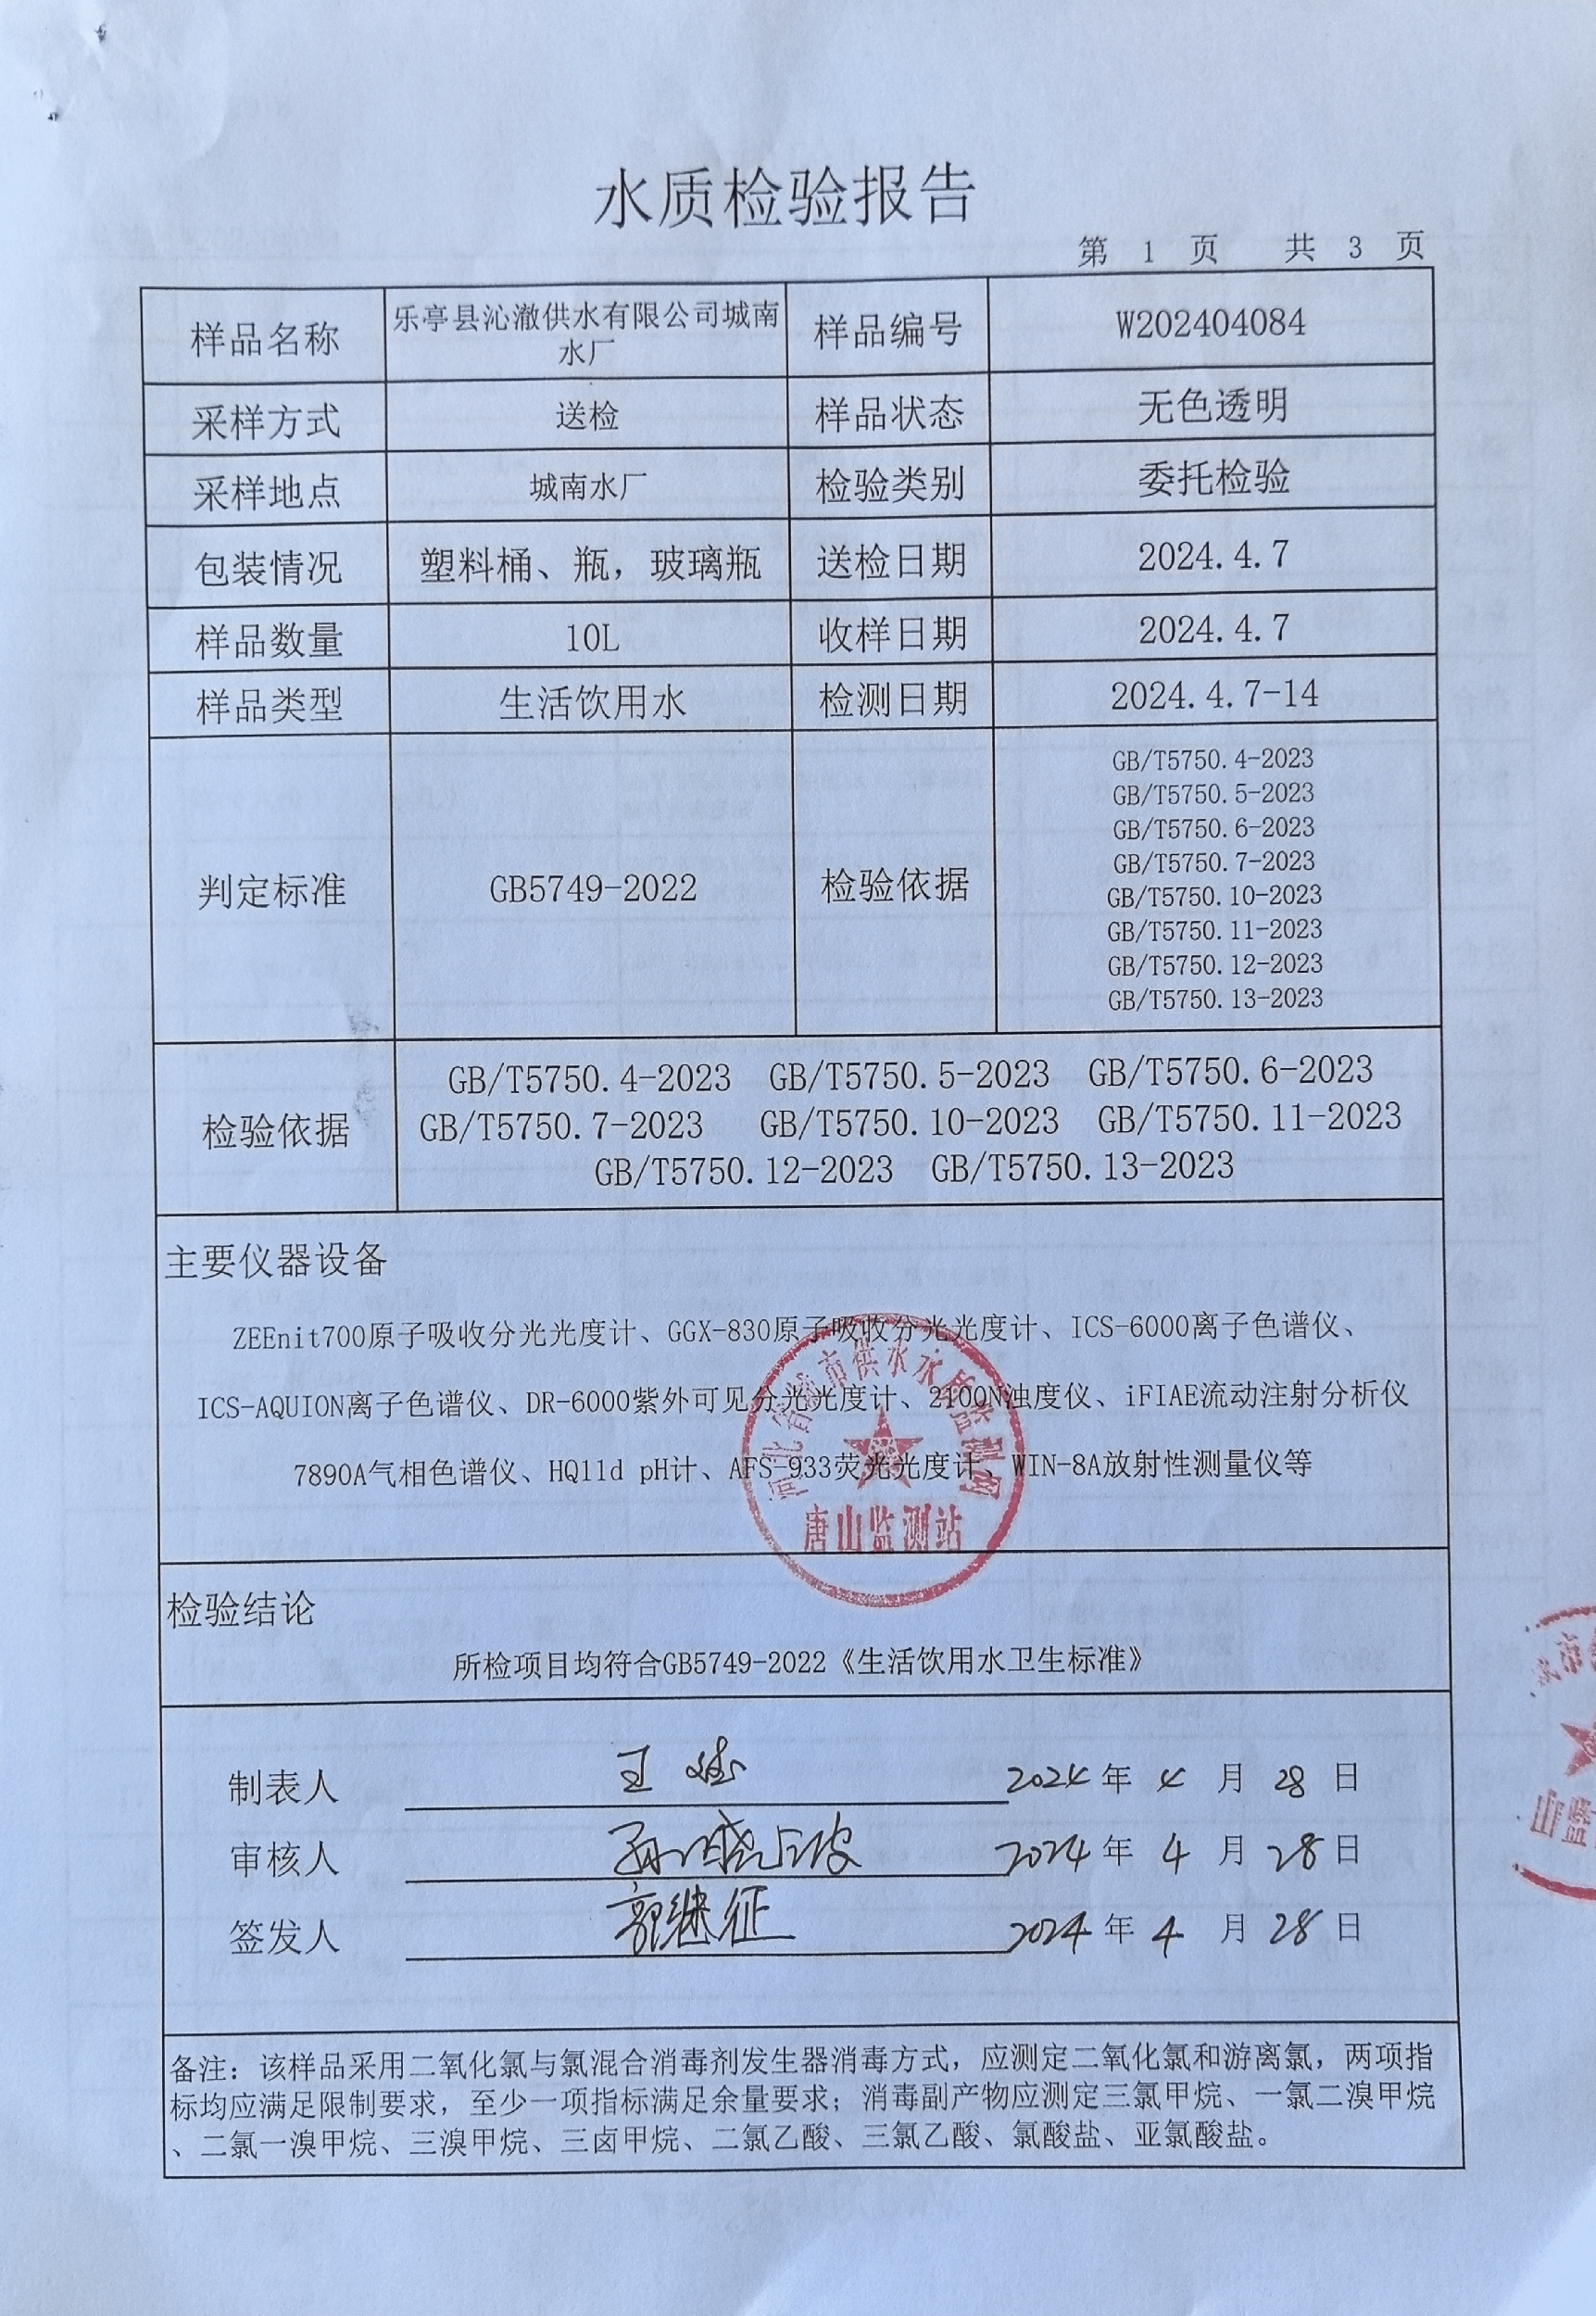 水质检验报告
第 1 页 共 3 页
样品名称 乐亭县沁澈供水有限公司城南水厂 样品编号 W202404084
采样方式 送检 样品状态 无色透明
采样地点 城南水厂 检验类别 委托检验
包装情况 塑料桶、瓶，玻璃瓶 送检日期 2024.4.7
样品数量 10L 收样日期 2024.4.7
样品类型 生活饮用水 检测日期 2024.4.7-14
判定标准 GB5749-2022 检验依据
GB/T5750.4-2023
GB/T5750.5-2023
GB/T5750.6-2023
GB/T5750.7-2023
GB/T5750.10-2023
GB/T5750.11-2023
GB/T5750.12-2023
GB/T5750.13-2023
检验依据
GB/T5750.4-2023 GB/T5750.5-2023 GB/T5750.6-2023
GB/T5750.7-2023 GB/T5750.10-2023 GB/T5750.11-2023
GB/T5750.12-2023 GB/T5750.13-2023
主要仪器设备
ZEEnit700原子吸收分光光度计、GGX-830原子吸收分光光度计、ICS-6000离子色谱仪、
ICS-AQUION离子色谱仪、DR-6000紫外可见分光光度计、2100N浊度仪、iFIAE流动注射分析仪
7890A气相色谱仪、HQ11d pH计、AFS-933荧光光度计、WIN-8A放射性测量仪等
河北省城市供水水质监测网
唐山监测站
检验结论
所检项目均符合GB5749-2022《生活饮用水卫生标准》
制表人 王 2024 年 4 月 28 日
审核人 孙 2024 年 4 月 28 日
签发人 郭继征 2024 年 4 月 28 日
备注：该样品采用二氧化氯与氯混合消毒剂发生器消毒方式，应测定二氧化氯和游离氯，两项指
标均应满足限制要求，至少一项指标满足余量要求；消毒副产物应测定三氯甲烷、一氯二溴甲烷
、二氯一溴甲烷、三溴甲烷、三卤甲烷、二氯乙酸、三氯乙酸、氯酸盐、亚氯酸盐。
山监